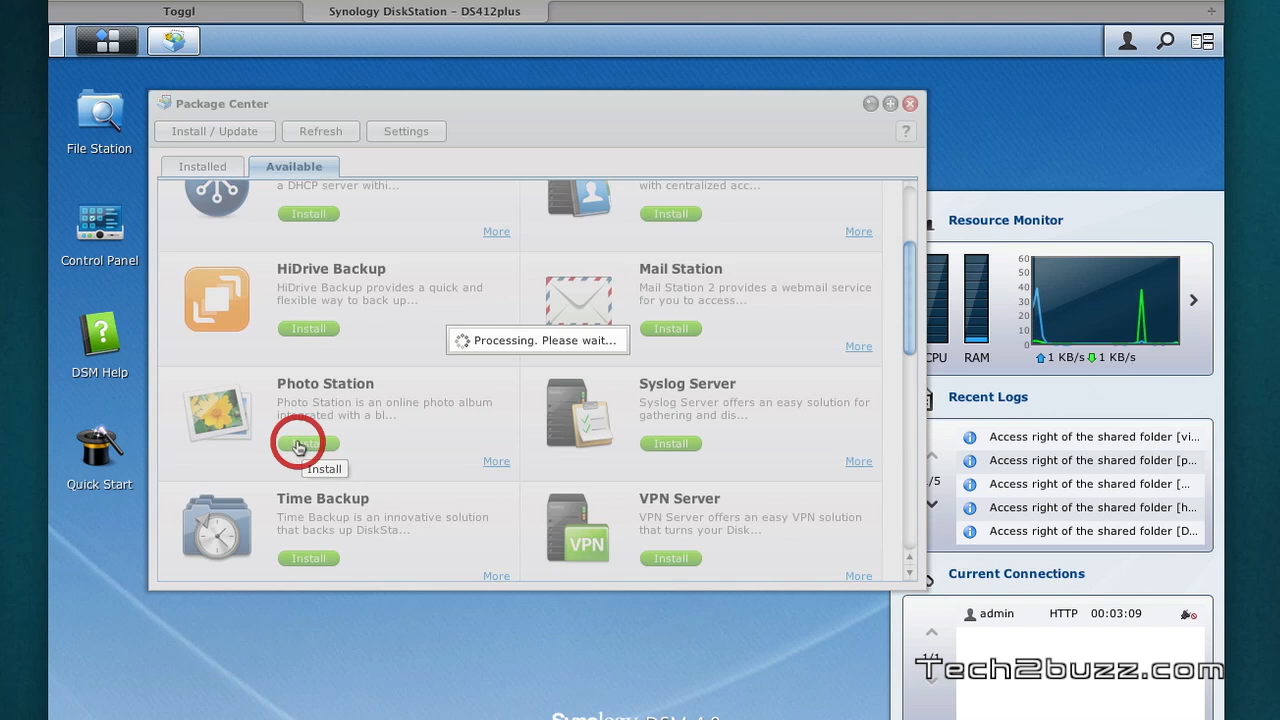 Toggl
Synology DiskStation - DS412plus
Package Center
Install / Update
Refresh
Settings
?
Installed
Available
a DHCP server withi...
Install
More
with centralized acc...
Install
More
HiDrive Backup
HiDrive Backup provides a quick and
flexible way to back up...
Install
Mail Station
Mail Station 2 provides a webmail service
for you to access...
Install
More
Processing. Please wait...
Photo Station
Photo Station is an online photo album
integrated with a bl...
Install
More
Syslog Server
Syslog Server offers an easy solution for
gathering and dis...
Install
More
Time Backup
Time Backup is an innovative solution
that backs up DiskSta...
Install
More
VPN Server
VPN Server offers an easy VPN solution
that turns your Disk...
Install
More
VPN
File Station
Control Panel
DSM Help
Quick Start
Resource Monitor
60
50
40
30
20
10
0
CPU
RAM
1 KB/s
1 KB/s
Recent Logs
Access right of the shared folder [vi...
Access right of the shared folder [p...
Access right of the shared folder [...
Access right of the shared folder [h...
Access right of the shared folder [D...
/5
Current Connections
admin HTTP 00:03:09
1/1
Tech2buzz.com
Synology DSM 4.0